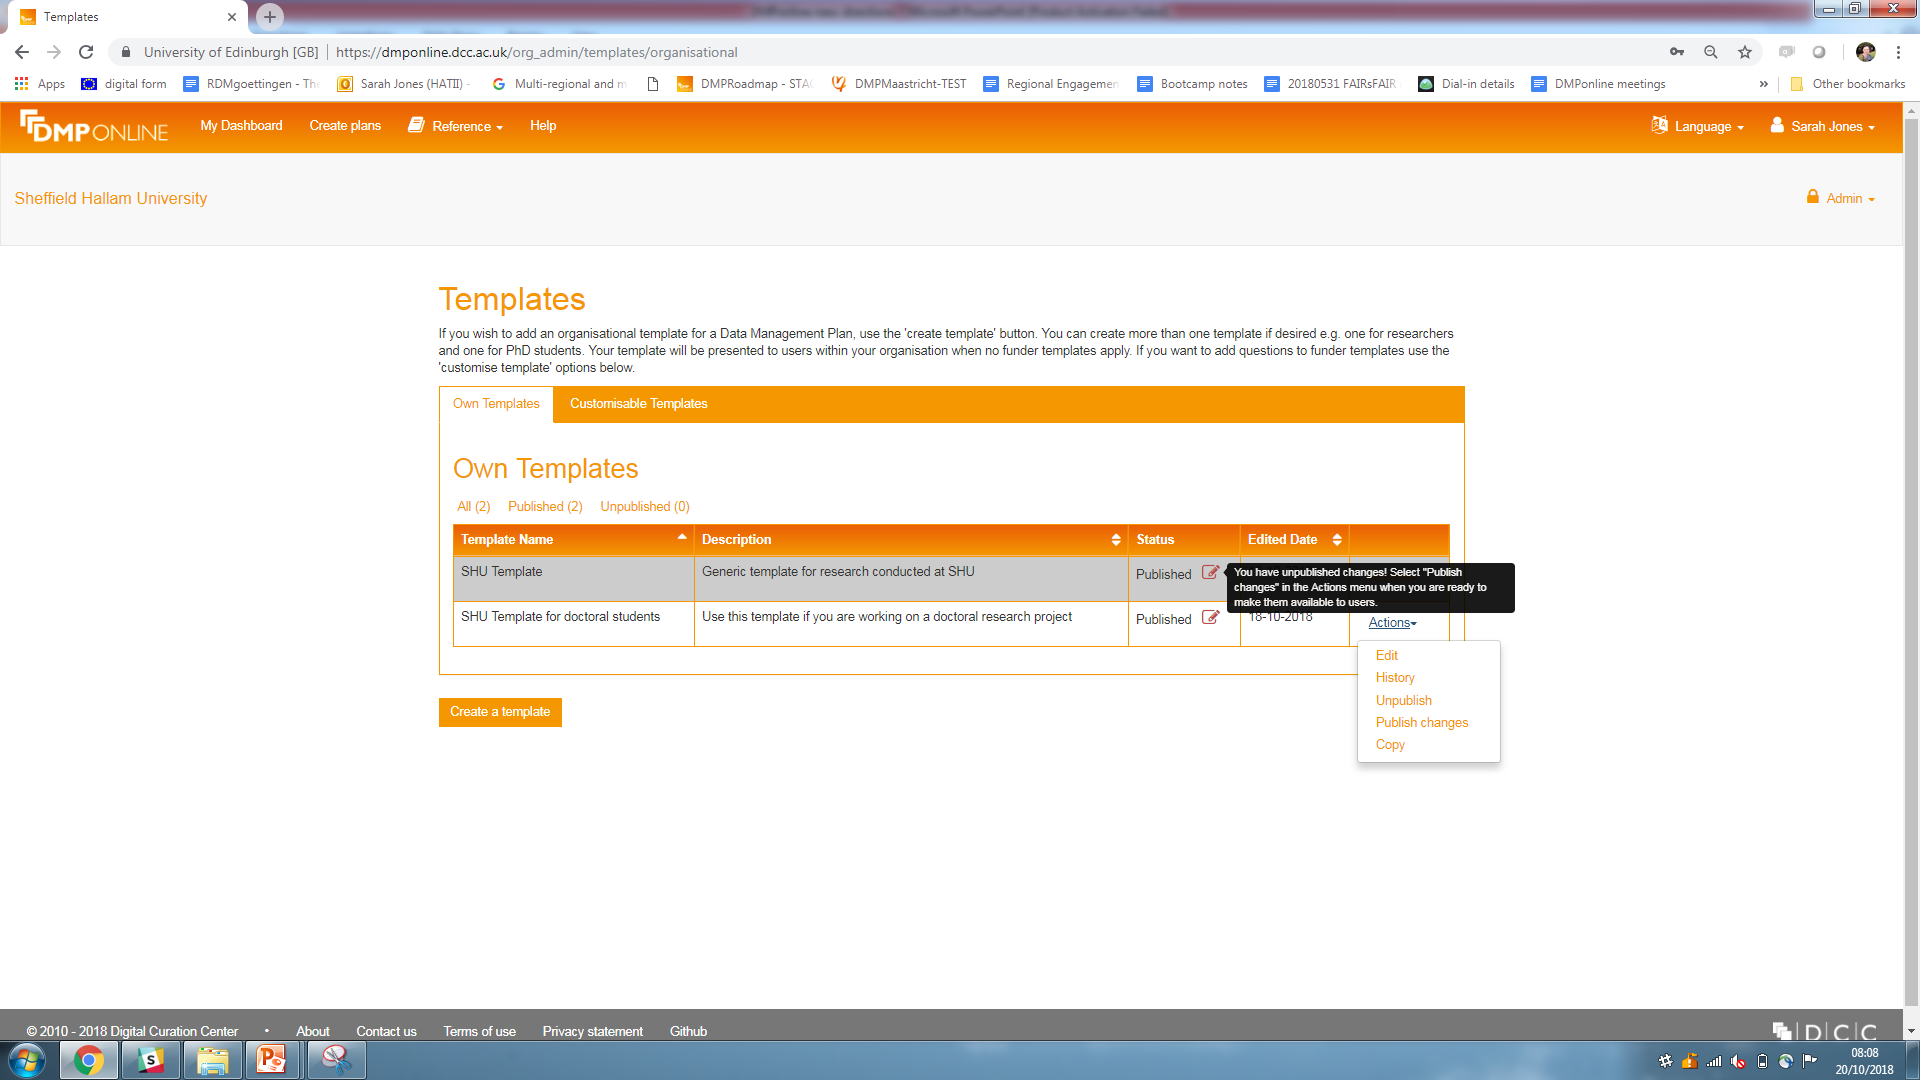 Templates
University of Edinburgh [GB] | https://dmponline.dcc.ac.uk/org_admin/templates/organisational
Apps digital form RDMgoettingen - The Sarah Jones (HATII) - Multi-regional and m DMPRoadmap - STA DMPMaastricht-TEST Regional Engagemen Bootcamp notes 20180531 FAIRsFAIR Dial-in details DMPonline meetings » Other bookmarks
DMPONLINE My Dashboard Create plans Reference Help Language Sarah Jones
Sheffield Hallam University Admin
Templates
If you wish to add an organisational template for a Data Management Plan, use the 'create template' button. You can create more than one template if desired e.g. one for researchers
and one for PhD students. Your template will be presented to users within your organisation when no funder templates apply. If you want to add questions to funder templates use the
'customise template' options below.
Own Templates Customisable Templates
Own Templates
All (2) Published (2) Unpublished (0)
Template Name Description Status Edited Date
SHU Template Generic template for research conducted at SHU Published
You have unpublished changes! Select "Publish
changes" in the Actions menu when you are ready to
make them available to users.
SHU Template for doctoral students Use this template if you are working on a doctoral research project Published 18-10-2018 Actions
Edit
History
Unpublish
Publish changes
Copy
Create a template
© 2010 - 2018 Digital Curation Center • About Contact us Terms of use Privacy statement Github DCC
08:08
20/10/2018